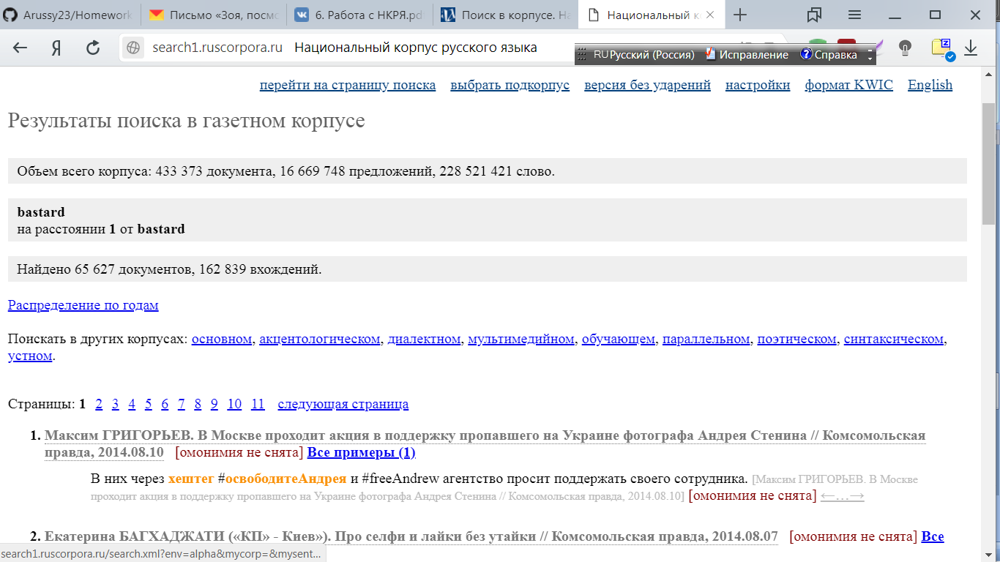 Arussy23/Homework
Письмо «Зоя, посмо
6. Работа с НКРЯ.pdf
Поиск в корпусе. На
Национальный к
Я search1.ruscorpora.ru Национальный корпус русского языка
RU Русский (Россия) Исправление Справка
перейти на страницу поиска выбрать подкорпус версия без ударений настройки формат KWIC English
Результаты поиска в газетном корпусе
Объем всего корпуса: 433 373 документа, 16 669 748 предложений, 228 521 421 слово.
bastard
на расстоянии 1 от bastard
Найдено 65 627 документов, 162 839 вхождений.
Распределение по годам
Поискать в других корпусах: основном, акцентологическом, диалектном, мультимедийном, обучающем, параллельном, поэтическом, синтаксическом,
устном.
Страницы: 1 2 3 4 5 6 7 8 9 10 11 следующая страница
1. Максим ГРИГОРЬЕВ. В Москве проходит акция в поддержку пропавшего на Украине фотографа Андрея Стенина // Комсомольская
правда, 2014.08.10 [омонимия не снята] Все примеры (1)
В них через хештег #освободитеАндрея и #freeAndrew агентство просит поддержать своего сотрудника. [Максим ГРИГОРЬЕВ. В Москве
проходит акция в поддержку пропавшего на Украине фотографа Андрея Стенина // Комсомольская правда, 2014.08.10] [омонимия не снята] ←…→
2. Екатерина БАГХАДЖАТИ («КП» - Киев»). Про селфи и лайки без утайки // Комсомольская правда, 2014.08.07 [омонимия не снята] Все
search1.ruscorpora.ru/search.xml?env=alpha&mycorp=&mysent...